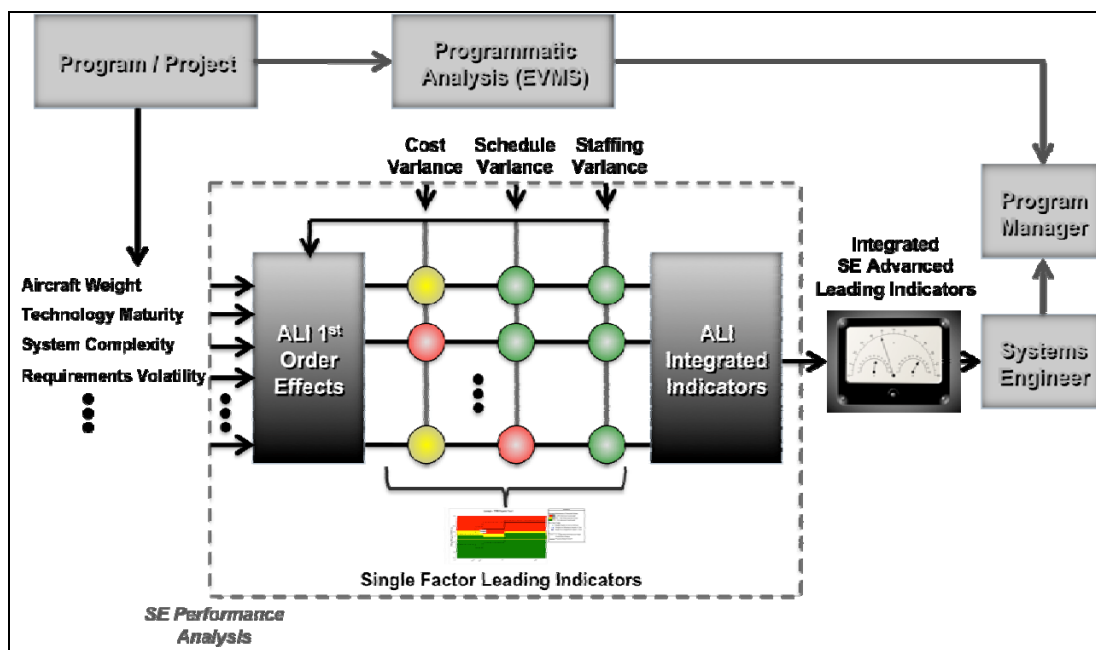 Program / Project
Programmatic
Analysis (EVMS)
Cost
Variance
Schedule
Variance
Staffing
Variance
Program
Manager
Integrated
SE Advanced
Leading Indicators
Aircraft Weight
Technology Maturity
System Complexity
Requirements Volatility
ALI 1st
Order
Effects
ALI
Integrated
Indicators
Systems
Engineer
Single Factor Leading Indicators
SE Performance
Analysis